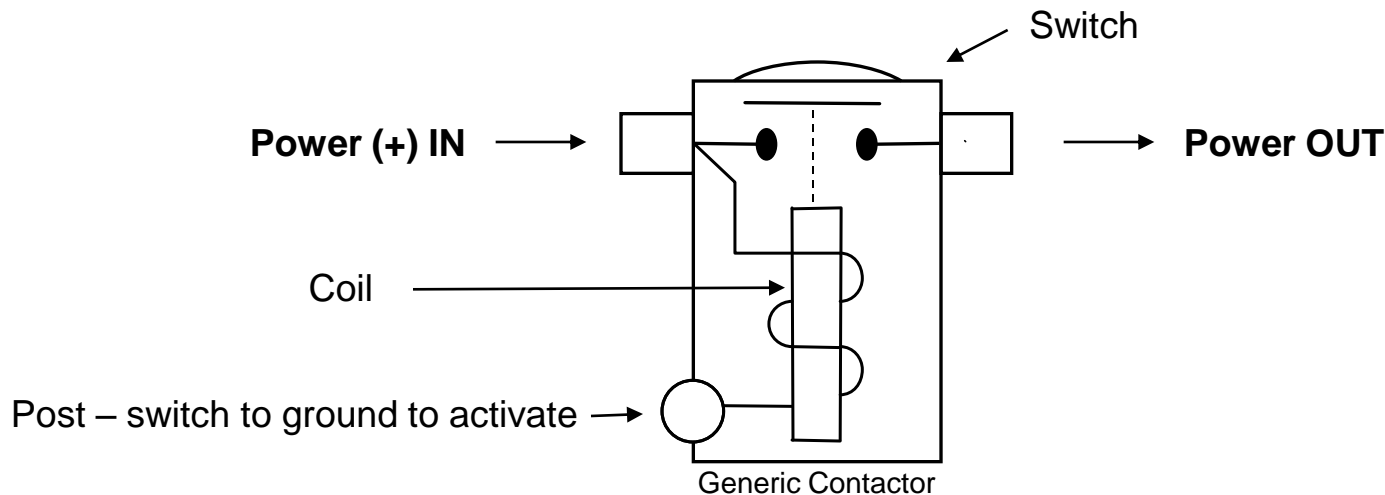 Switch
Power (+) IN
Power OUT
Coil
Post – switch to ground to activate
Generic Contactor